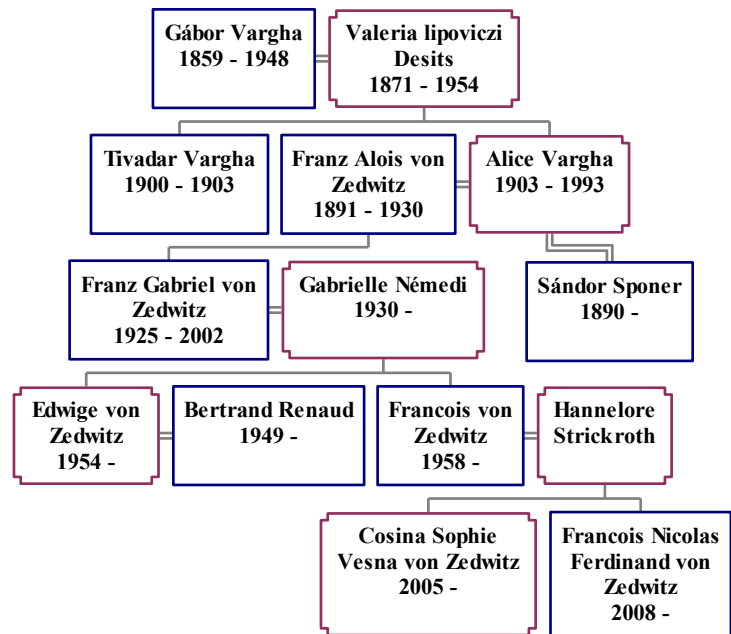 Gábor Vargha
1859 - 1948
Valeria lipoviczi
Desits
1871 - 1954
Tivadar Vargha
1900 - 1903
Franz Alois von
Zedwitz
1891 - 1930
Alice Vargha
1903 - 1993
Franz Gabriel von
Zedwitz
1925 - 2002
Gabrielle Némedi
1930 -
Sándor Sponer
1890 -
Edwige von
Zedwitz
1954 -
Bertrand Renaud
1949 -
Francois von
Zedwitz
1958 -
Hannelore
Strickroth
Cosina Sophie
Vesna von Zedwitz
2005 -
Francois Nicolas
Ferdinand von
Zedwitz
2008 -